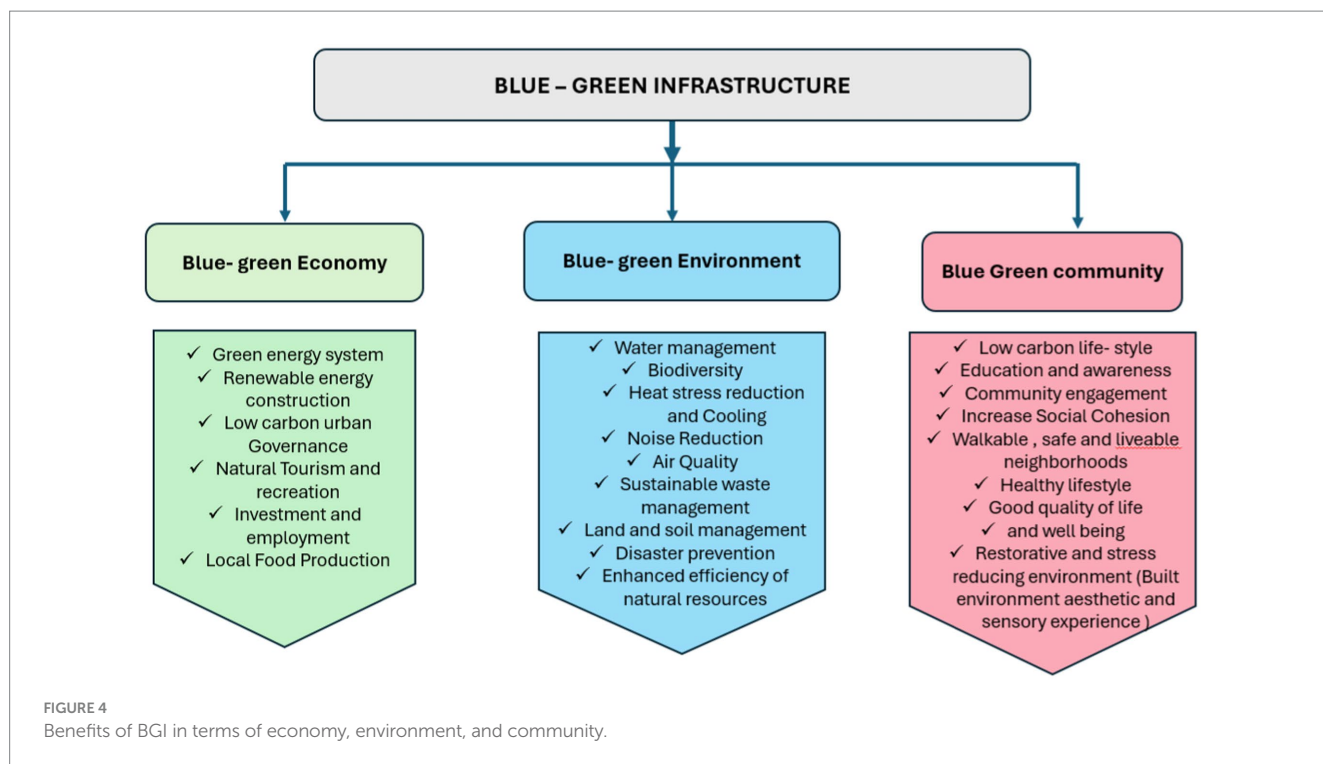 BLUE – GREEN INFRASTRUCTURE
Blue- green Economy
✓ Green energy system
✓ Renewable energy
construction
✓ Low carbon urban
Governance
✓ Natural Tourism and
recreation
✓ Investment and
employment
✓ Local Food Production
Blue- green Environment
✓ Water management
✓ Biodiversity
✓ Heat stress reduction
and Cooling
✓ Noise Reduction
✓ Air Quality
✓ Sustainable waste
management
✓ Land and soil management
✓ Disaster prevention
✓ Enhanced efficiency of
natural resources
Blue Green community
✓ Low carbon life- style
✓ Education and awareness
✓ Community engagement
✓ Increase Social Cohesion
✓ Walkable , safe and liveable
neighborhoods
✓ Healthy lifestyle
✓ Good quality of life
✓ and well being
✓ Restorative and stress
reducing environment (Built
environment aesthetic and
sensory experience )
FIGURE 4
Benefits of BGI in terms of economy, environment, and community.